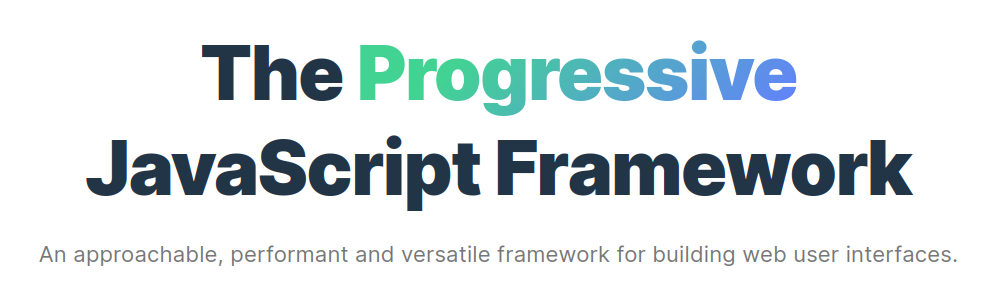 The Progressive
JavaScript Framework
An approachable, performant and versatile framework for building web user interfaces.